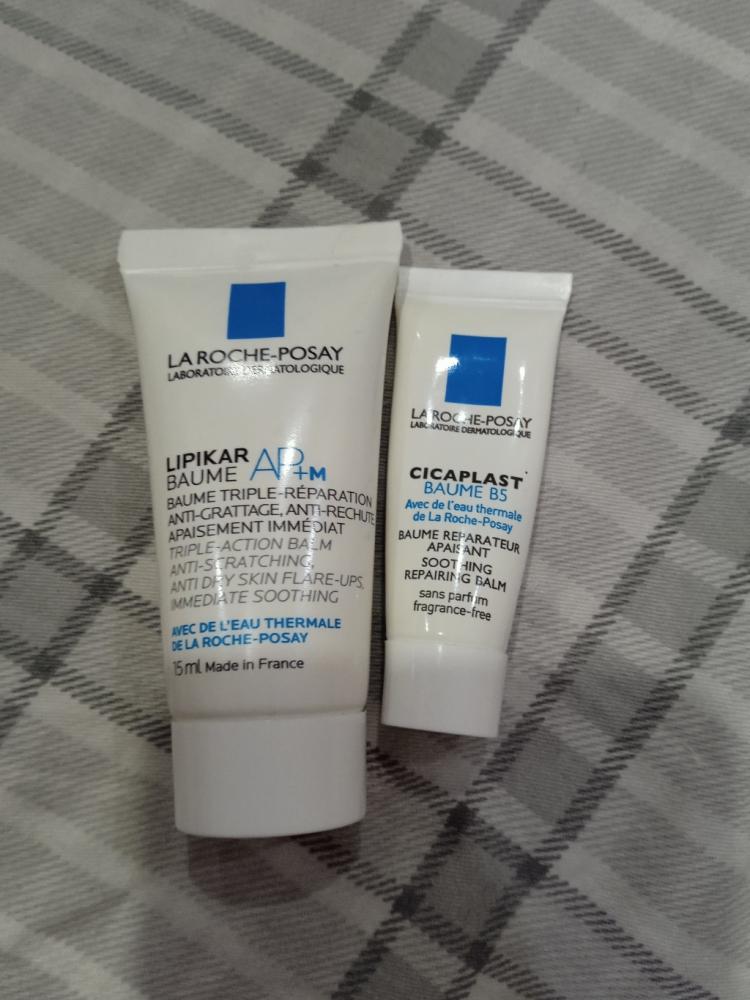 LA ROCHE-POSAY
LABORATOIRE DERMATOLOGIQUE
LIPIKAR
BAUME AP+M
BAUME TRIPLE-RÉPARATION
ANTI-GRATTAGE, ANTI-RECHUTE
APAISEMENT IMMÉDIAT
TRIPLE-ACTION BALM
ANTI-SCRATCHING,
ANTI DRY SKIN FLARE-UPS,
IMMEDIATE SOOTHING
AVEC DE L'EAU THERMALE
DE LA ROCHE-POSAY
15 ml Made in France
LA ROCHE-POSAY
LABORATOIRE DERMATOLOGIQUE
CICAPLAST
BAUME B5
Avec de l'eau thermale
de La Roche-Posay
BAUME RÉPARATEUR
APAISANT
SOOTHING
REPAIRING BALM
sans parfum
fragrance-free